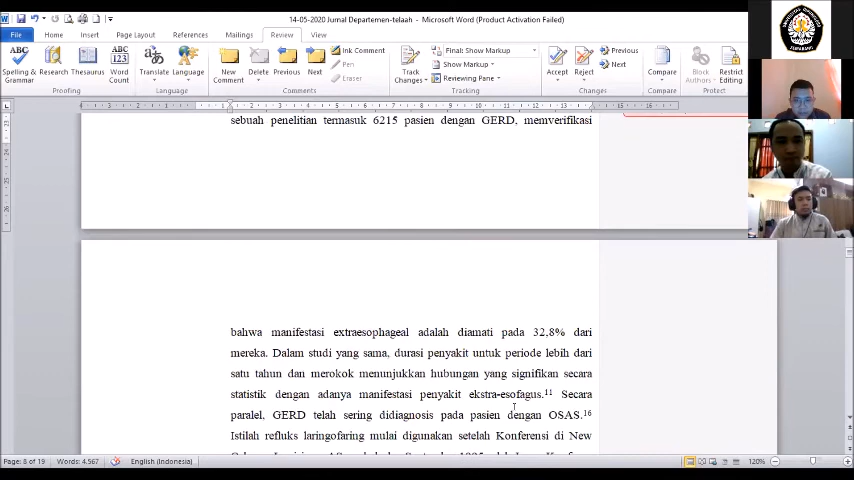 14-05-2020 Jurnal Departemen-telaah - Microsoft Word (Product Activation Failed)
File Home Insert Page Layout References Mailings Review View
Spelling & Grammar
Research
Thesaurus
Word Count
Translate
Language
New Comment
Delete
Previous
Next
Ink Comment
Pen
Eraser
Track Changes
Final: Show Markup
Show Markup
Reviewing Pane
Accept
Reject
Previous
Next
Compare
Block Authors
Restrict Editing
Proofing
Language
Comments
Tracking
Changes
Compare
Protect
sebuah penelitian termasuk 6215 pasien dengan GERD, memverifikasi
bahwa manifestasi extraesophageal adalah diamati pada 32,8% dari
mereka. Dalam studi yang sama, durasi penyakit untuk periode lebih dari
satu tahun dan merokok menunjukkan hubungan yang signifikan secara
statistik dengan adanya manifestasi penyakit ekstra-esofagus.11 Secara
paralel, GERD telah sering didiagnosis pada pasien dengan OSAS.16
Istilah refluks laringofaring mulai digunakan setelah Konferensi di New
Page: 8 of 19 Words: 4.567 English (Indonesia) 120%